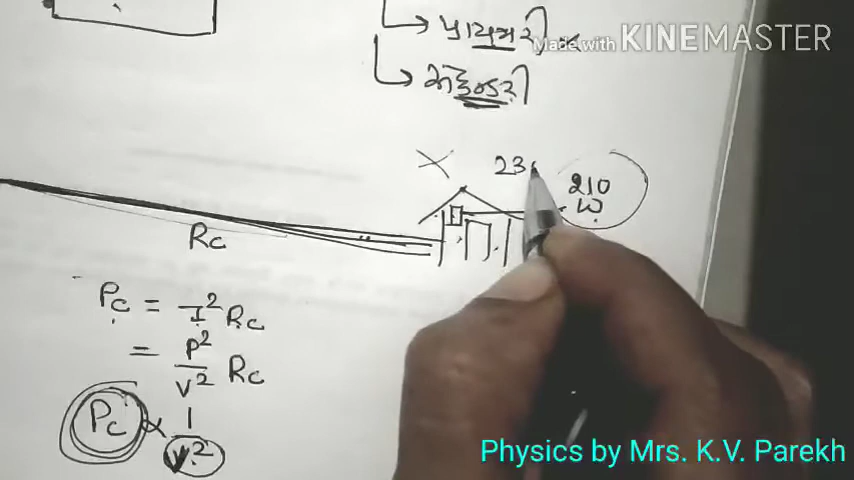 પ્રાયમરી
Made with KINEMASTER
સેકન્ડરી
23
210
W
Rc
Pc = I² Rc
= P²/V² Rc
Pc ∝ 1/V²
Physics by Mrs. K.V. Parekh